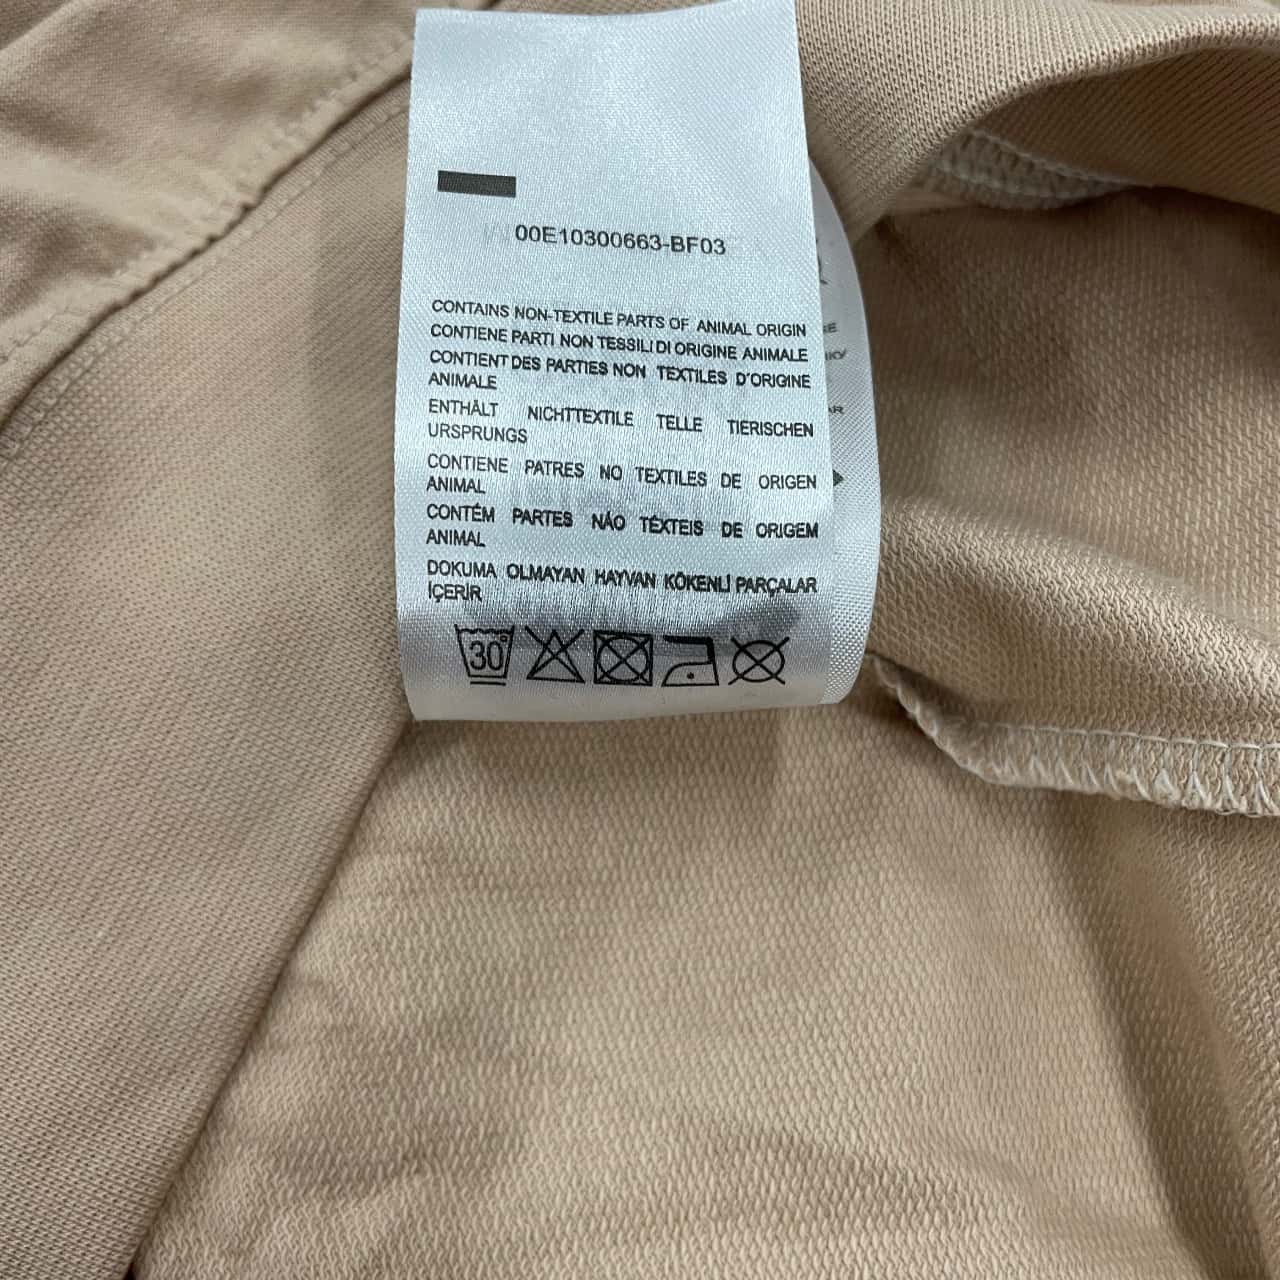 00E10300663-BF03
CONTAINS NON-TEXTILE PARTS OF ANIMAL ORIGIN
CONTIENE PARTI NON TESSILI DI ORIGINE ANIMALE
CONTIENT DES PARTIES NON TEXTILES D'ORIGINE
ANIMALE
ENTHÄLT NICHTTEXTILE TELLE TIERISCHEN
URSPRUNGS
CONTIENE PATRES NO TEXTILES DE ORIGEN
ANIMAL
CONTÉM PARTES NÃO TÉXTEIS DE ORIGEM
ANIMAL
DOKUMA OLMAYAN HAYVAN KÖKENLİ PARÇALAR
İÇERİR
30°